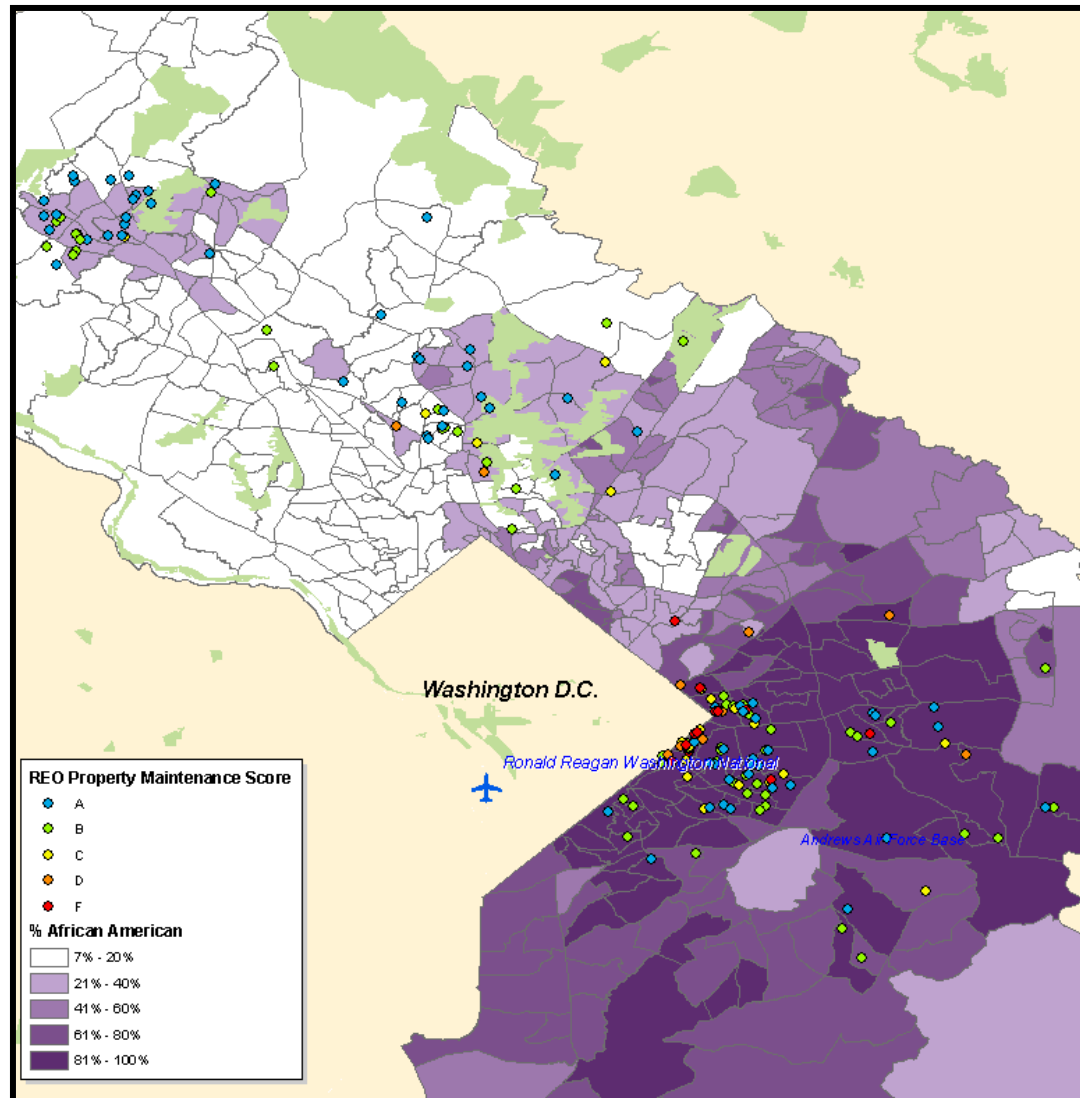 Washington D.C.
Ronald Reagan Washington National
Andrews Air Force Base
REO Property Maintenance Score
A
B
C
D
F
% African American
7% - 20%
21% - 40%
41% - 60%
61% - 80%
81% - 100%